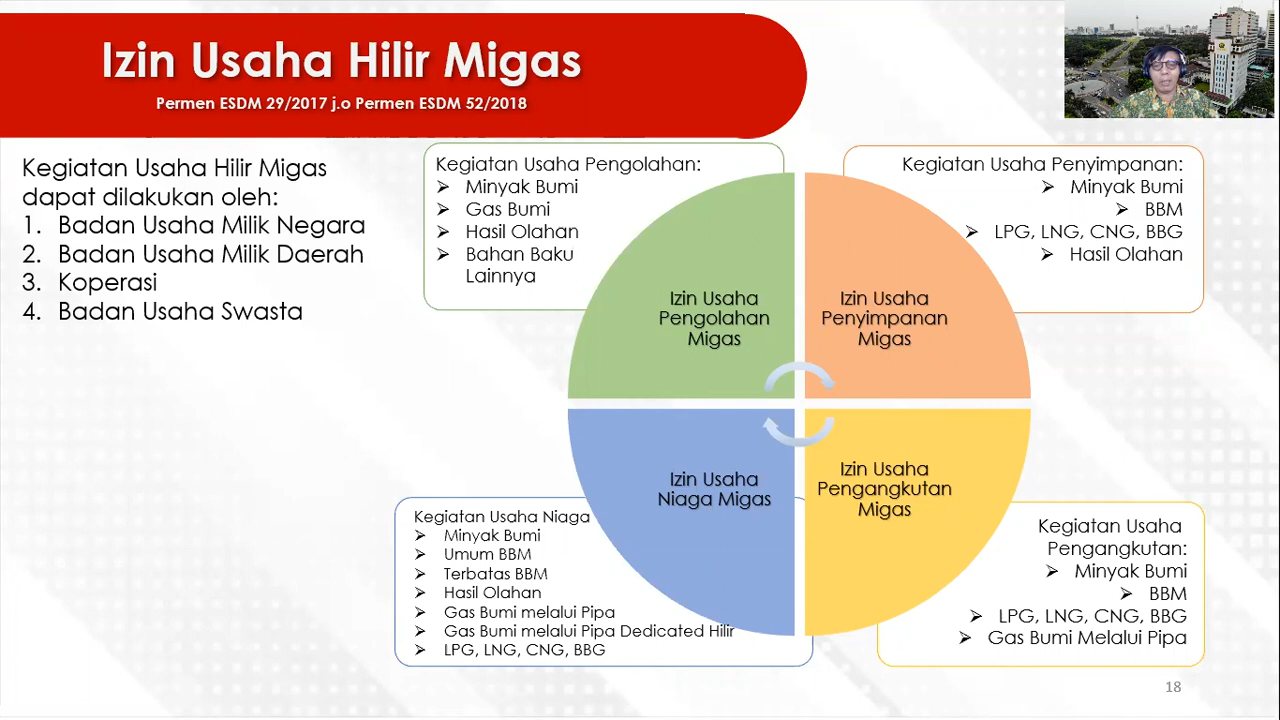 Izin Usaha Hilir Migas
Permen ESDM 29/2017 j.o Permen ESDM 52/2018
Kegiatan Usaha Hilir Migas
dapat dilakukan oleh:
1. Badan Usaha Milik Negara
2. Badan Usaha Milik Daerah
3. Koperasi
4. Badan Usaha Swasta
Kegiatan Usaha Pengolahan:
➢ Minyak Bumi
➢ Gas Bumi
➢ Hasil Olahan
➢ Bahan Baku
Lainnya
Kegiatan Usaha Penyimpanan:
➢ Minyak Bumi
➢ BBM
➢ LPG, LNG, CNG, BBG
➢ Hasil Olahan
Izin Usaha
Pengolahan
Migas
Izin Usaha
Penyimpanan
Migas
Izin Usaha
Niaga Migas
Izin Usaha
Pengangkutan
Migas
Kegiatan Usaha Niaga
➢ Minyak Bumi
➢ Umum BBM
➢ Terbatas BBM
➢ Hasil Olahan
➢ Gas Bumi melalui Pipa
➢ Gas Bumi melalui Pipa Dedicated Hilir
➢ LPG, LNG, CNG, BBG
Kegiatan Usaha
Pengangkutan:
➢ Minyak Bumi
➢ BBM
➢ LPG, LNG, CNG, BBG
➢ Gas Bumi Melalui Pipa
18